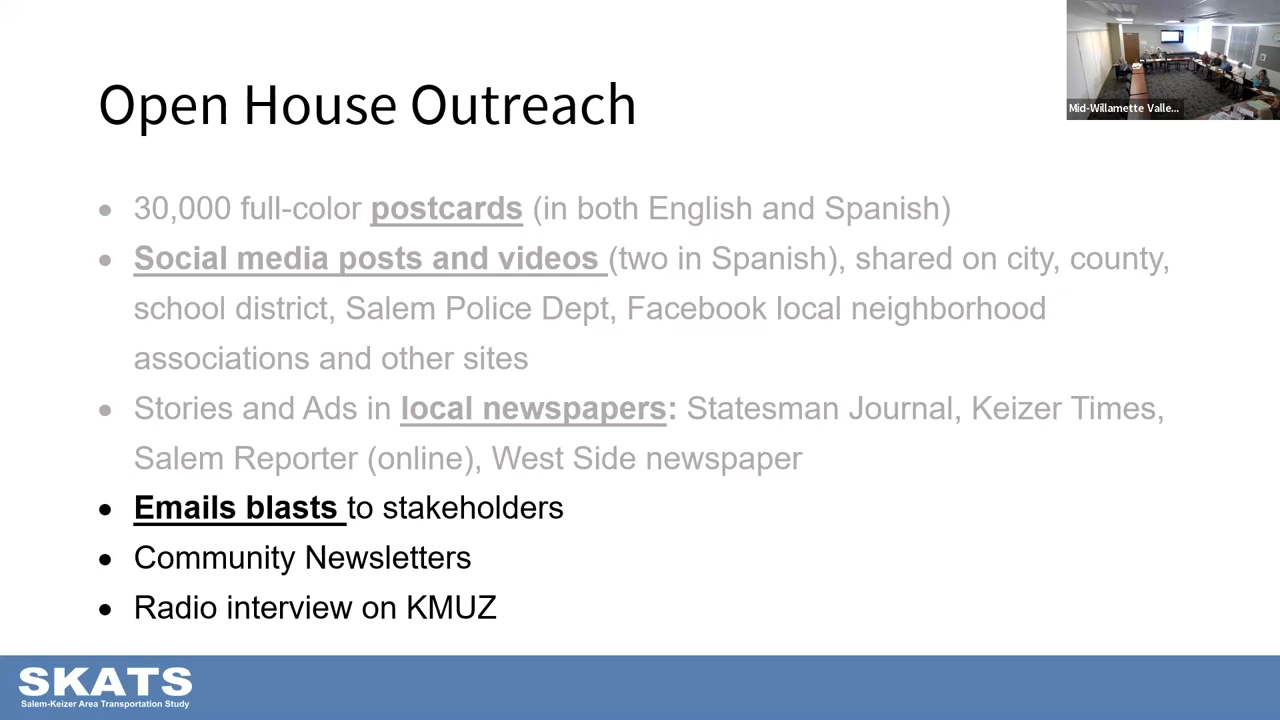 Mid-Willamette Valle...
Open House Outreach
• 30,000 full-color postcards (in both English and Spanish)
• Social media posts and videos (two in Spanish), shared on city, county,
school district, Salem Police Dept, Facebook local neighborhood
associations and other sites
• Stories and Ads in local newspapers: Statesman Journal, Keizer Times,
Salem Reporter (online), West Side newspaper
• Emails blasts to stakeholders
• Community Newsletters
• Radio interview on KMUZ
SKATS
Salem-Keizer Area Transportation Study